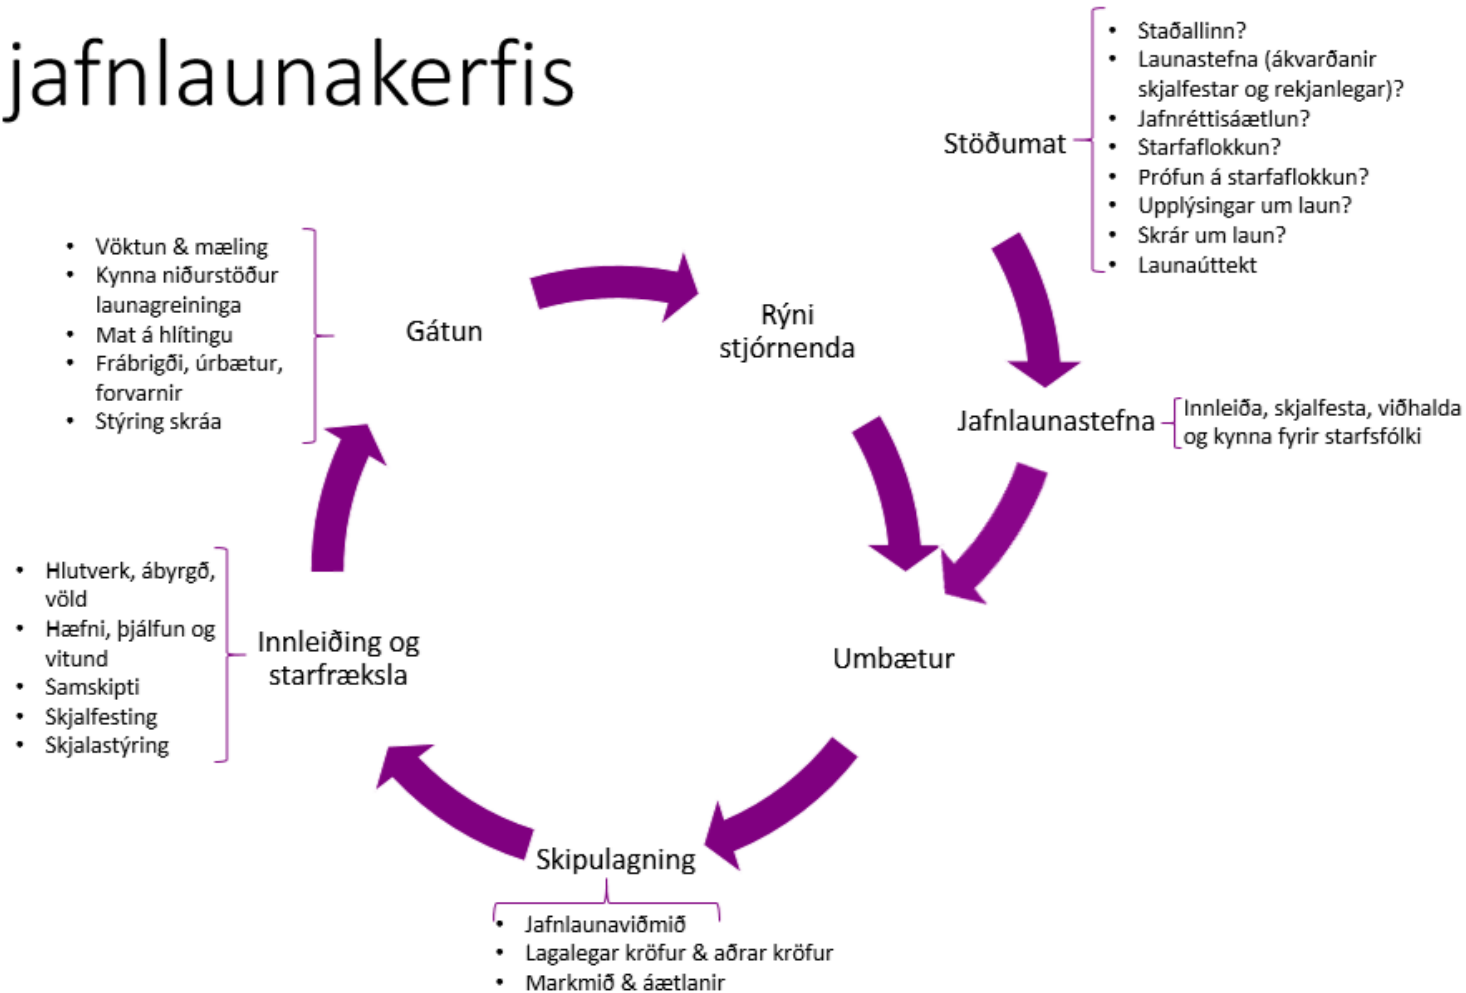 jafnlaunakerfis
Stöðumat
• Staðallinn?
• Launastefna (ákvarðanir
skjalfestar og rekjanlegar)?
• Jafnréttisáætlun?
• Starfaflokkun?
• Prófun á starfaflokkun?
• Upplýsingar um laun?
• Skrár um laun?
• Launaúttekt
Jafnlaunastefna
Innleiða, skjalfesta, viðhalda
og kynna fyrir starfsfólki
Umbætur
Skipulagning
• Jafnlaunaviðmið
• Lagalegar kröfur & aðrar kröfur
• Markmið & áætlanir
Innleiðing og
starfræksla
• Hlutverk, ábyrgð,
völd
• Hæfni, þjálfun og
vitund
• Samskipti
• Skjalfesting
• Skjalastýring
Gátun
• Vöktun & mæling
• Kynna niðurstöður
launagreininga
• Mat á hlítingu
• Frábrigði, úrbætur,
forvarnir
• Stýring skráa
Rýni
stjórnenda